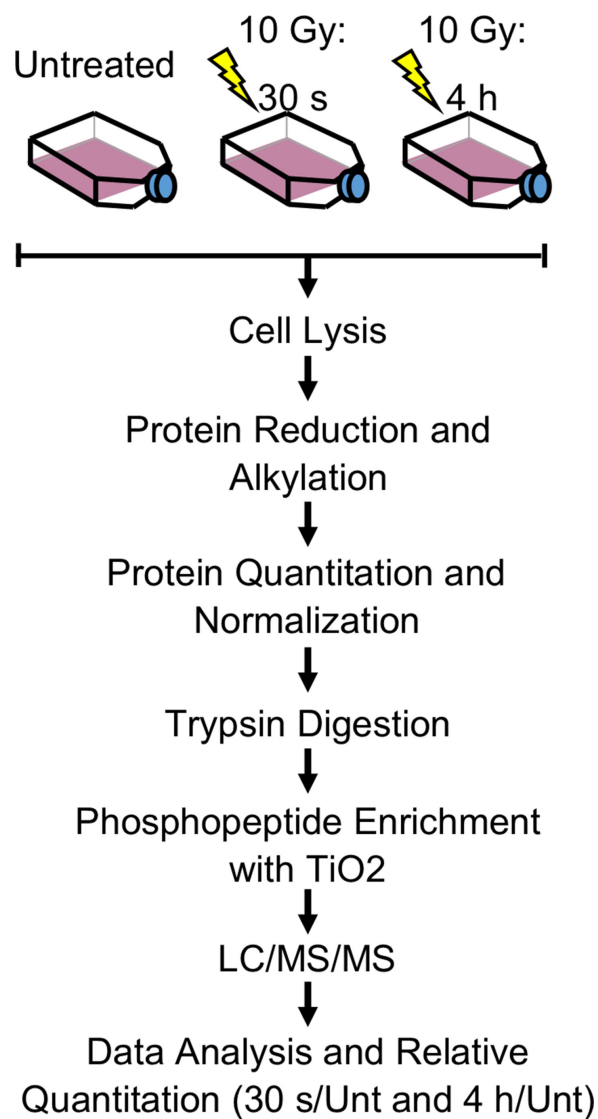 10 Gy:
10 Gy:
Untreated
30 s
4 h
Cell Lysis
Protein Reduction and
Alkylation
Protein Quantitation and
Normalization
Trypsin Digestion
Phosphopeptide Enrichment
with TiO2
LC/MS/MS
Data Analysis and Relative
Quantitation (30 s/Unt and 4 h/Unt)